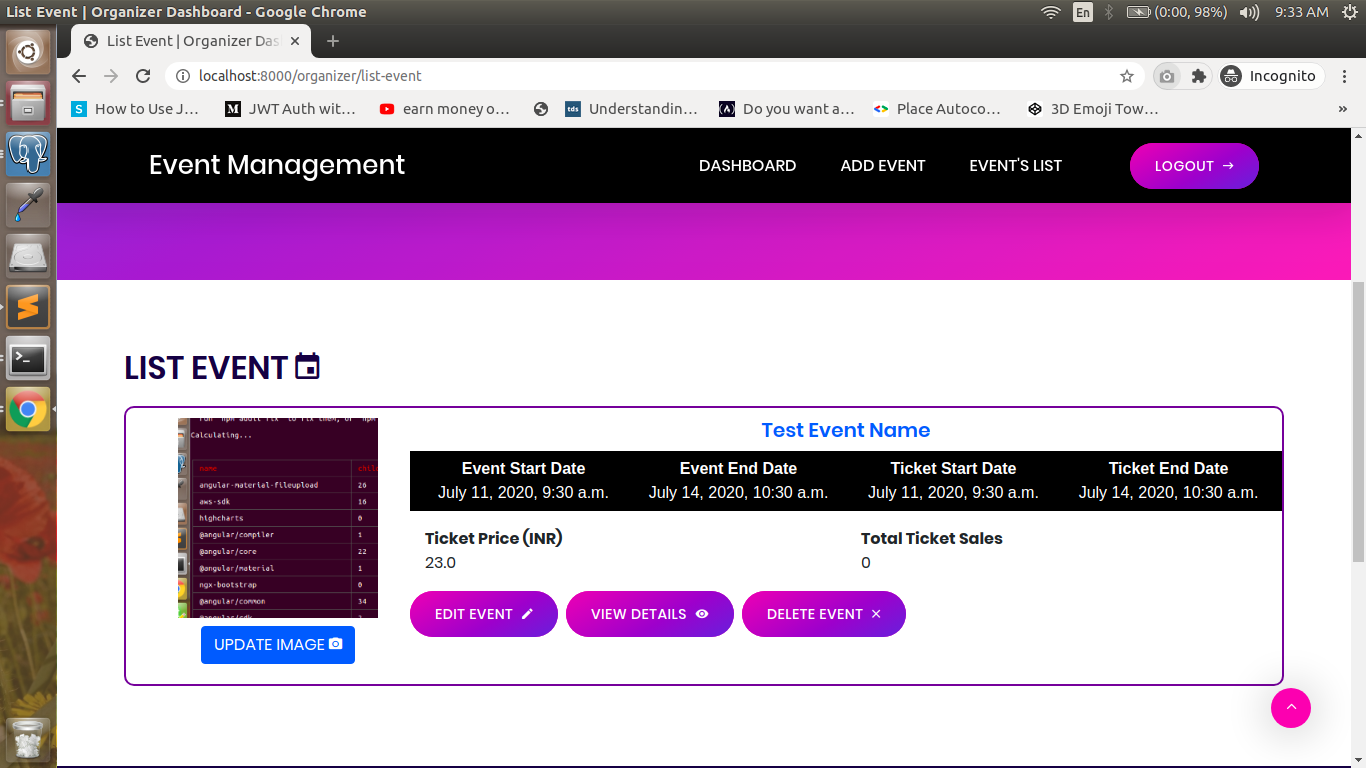 List Event | Organizer Dashboard - Google Chrome
En
(0:00, 98%)
9:33 AM
List Event | Organizer Das
localhost:8000/organizer/list-event
Incognito
S
How to Use J…
M
JWT Auth wit…
earn money o…
tds
Understandin…
Do you want a…
Place Autoco…
3D Emoji Tow…
»
Event Management
DASHBOARD
ADD EVENT
EVENT'S LIST
LOGOUT →
LIST EVENT
Calculating...
name
angular-material-fileupload 26
aws-sdk 16
highcharts 0
@angular/compiler 1
@angular/core 22
@angular/material 1
ngx-bootstrap 0
@angular/common 34
UPDATE IMAGE
Test Event Name
Event Start Date Event End Date Ticket Start Date Ticket End Date
July 11, 2020, 9:30 a.m. July 14, 2020, 10:30 a.m. July 11, 2020, 9:30 a.m. July 14, 2020, 10:30 a.m.
Ticket Price (INR) Total Ticket Sales
23.0 0
EDIT EVENT
VIEW DETAILS
DELETE EVENT ×